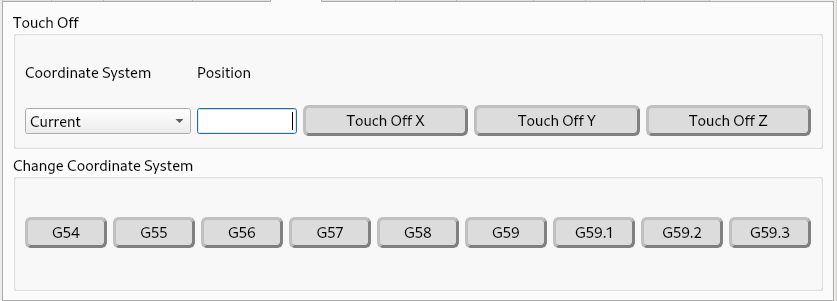 Touch Off
Coordinate System Position
Current Touch Off X Touch Off Y Touch Off Z
Change Coordinate System
G54 G55 G56 G57 G58 G59 G59.1 G59.2 G59.3